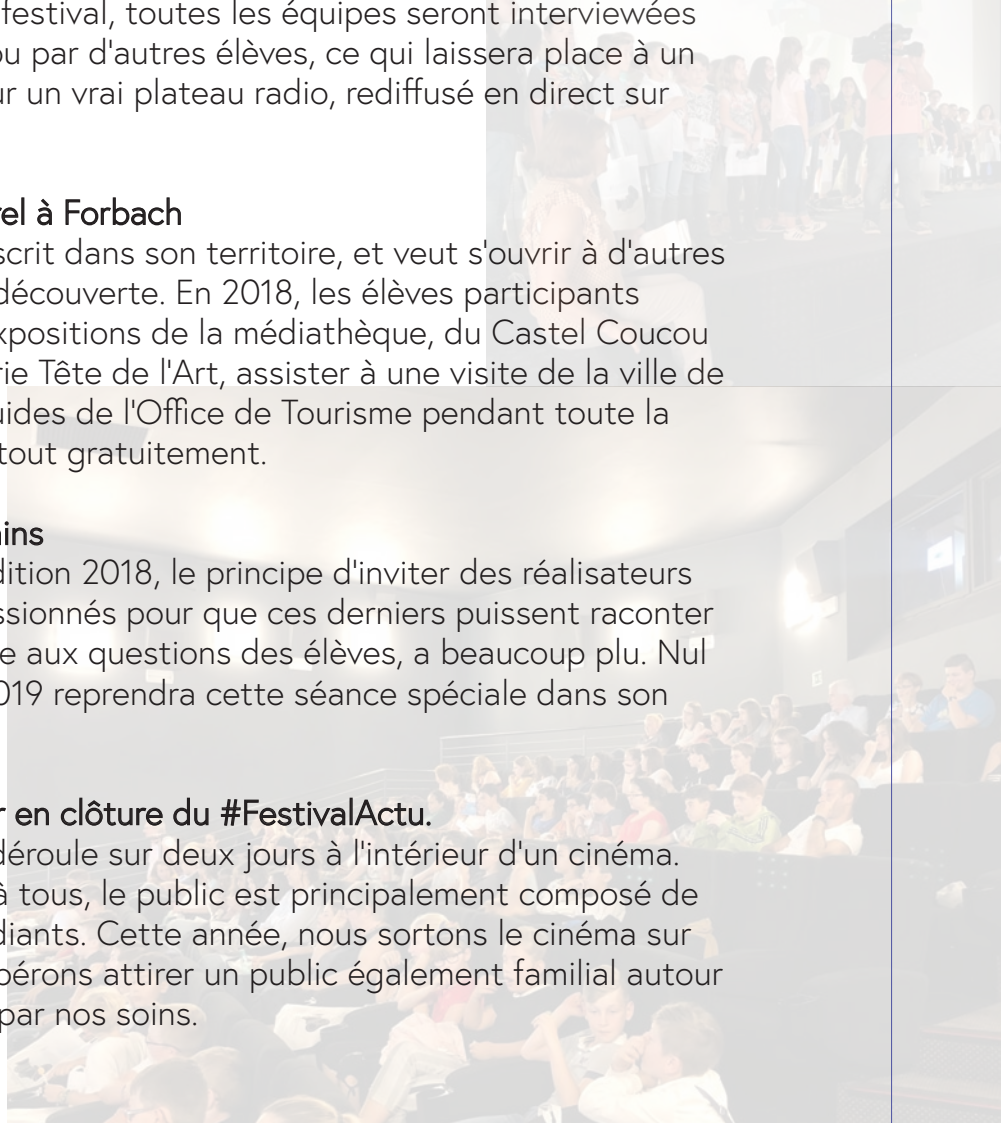 festival, toutes les équipes seront interviewées
ou par d'autres élèves, ce qui laissera place à un
ur un vrai plateau radio, rediffusé en direct sur
rel à Forbach
scrit dans son territoire, et veut s'ouvrir à d'autres
découverte. En 2018, les élèves participants
xpositions de la médiathèque, du Castel Coucou
rie Tête de l'Art, assister à une visite de la ville de
uides de l'Office de Tourisme pendant toute la
tout gratuitement.
ins
dition 2018, le principe d'inviter des réalisateurs
ssionnés pour que ces derniers puissent raconter
e aux questions des élèves, a beaucoup plu. Nul
019 reprendra cette séance spéciale dans son
r en clôture du #FestivalActu.
déroule sur deux jours à l'intérieur d'un cinéma.
à tous, le public est principalement composé de
diants. Cette année, nous sortons le cinéma sur
pérons attirer un public également familial autour
par nos soins.